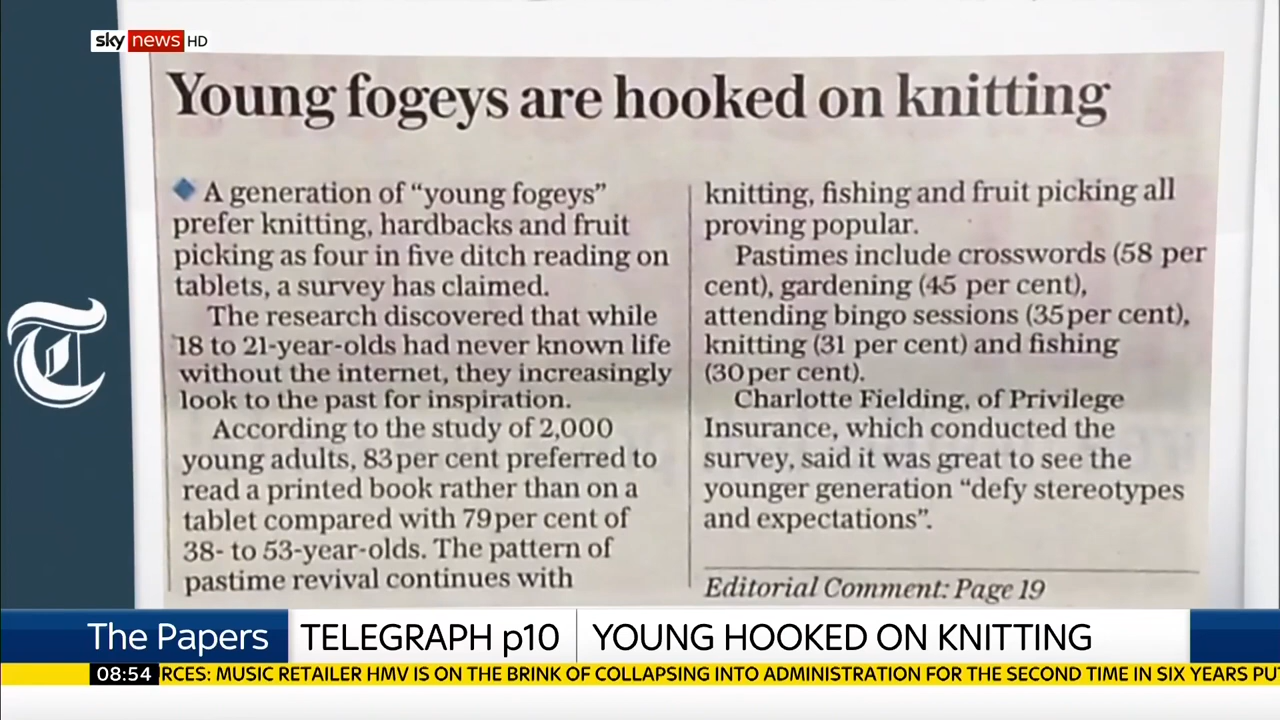 sky news HD
Young fogeys are hooked on knitting
A generation of “young fogeys”
prefer knitting, hardbacks and fruit
picking as four in five ditch reading on
tablets, a survey has claimed.
The research discovered that while
18 to 21-year-olds had never known life
without the internet, they increasingly
look to the past for inspiration.
According to the study of 2,000
young adults, 83 per cent preferred to
read a printed book rather than on a
tablet compared with 79 per cent of
38- to 53-year-olds. The pattern of
pastime revival continues with
knitting, fishing and fruit picking all
proving popular.
Pastimes include crosswords (58 per
cent), gardening (45 per cent),
attending bingo sessions (35 per cent),
knitting (31 per cent) and fishing
(30 per cent).
Charlotte Fielding, of Privilege
Insurance, which conducted the
survey, said it was great to see the
younger generation “defy stereotypes
and expectations”.
Editorial Comment: Page 19
T
The Papers TELEGRAPH p10 YOUNG HOOKED ON KNITTING
08:54 RCES: MUSIC RETAILER HMV IS ON THE BRINK OF COLLAPSING INTO ADMINISTRATION FOR THE SECOND TIME IN SIX YEARS PU